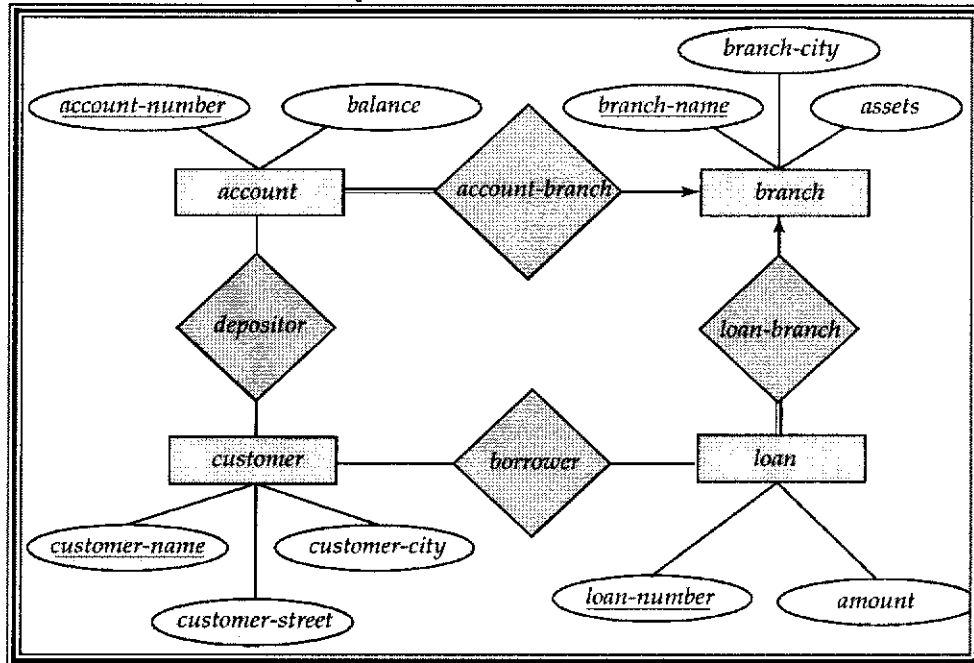 branch-city
account-number
balance
branch-name
assets
account
account-branch
branch
depositor
loan-branch
customer
borrower
loan
customer-name
customer-city
loan-number
amount
customer-street